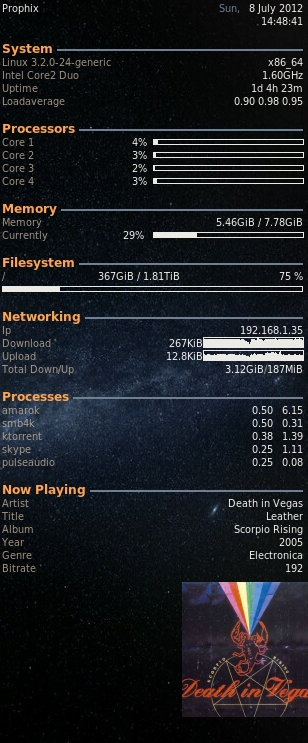 Prophix Sun, 8 July 2012
14:48:41
System
Linux 3.2.0-24-generic x86_64
Intel Core2 Duo 1.60GHz
Uptime 1d 4h 23m
Loadaverage 0.90 0.98 0.95
Processors
Core 1 4%
Core 2 3%
Core 3 2%
Core 4 3%
Memory
Memory 5.46GiB / 7.78GiB
Currently 29%
Filesystem
/ 367GiB / 1.81TiB 75 %
Networking
Ip 192.168.1.35
Download 267KiB
Upload 12.8KiB
Total Down/Up 3.12GiB/187MiB
Processes
amarok 0.50 6.15
smb4k 0.50 0.31
ktorrent 0.38 1.39
skype 0.25 1.11
pulseaudio 0.25 0.08
Now Playing
Artist Death in Vegas
Title Leather
Album Scorpio Rising
Year 2005
Genre Electronica
Bitrate 192
SCORPIO RISING
Death in Vega